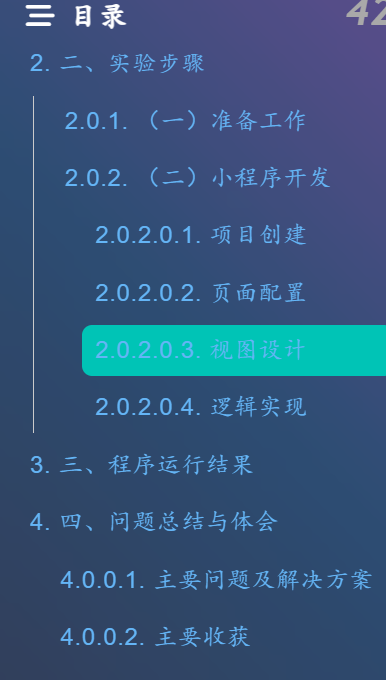 目录
42
2. 二、实验步骤
2.0.1. （一）准备工作
2.0.2. （二）小程序开发
2.0.2.0.1. 项目创建
2.0.2.0.2. 页面配置
2.0.2.0.3. 视图设计
2.0.2.0.4. 逻辑实现
3. 三、程序运行结果
4. 四、问题总结与体会
4.0.0.1. 主要问题及解决方案
4.0.0.2. 主要收获